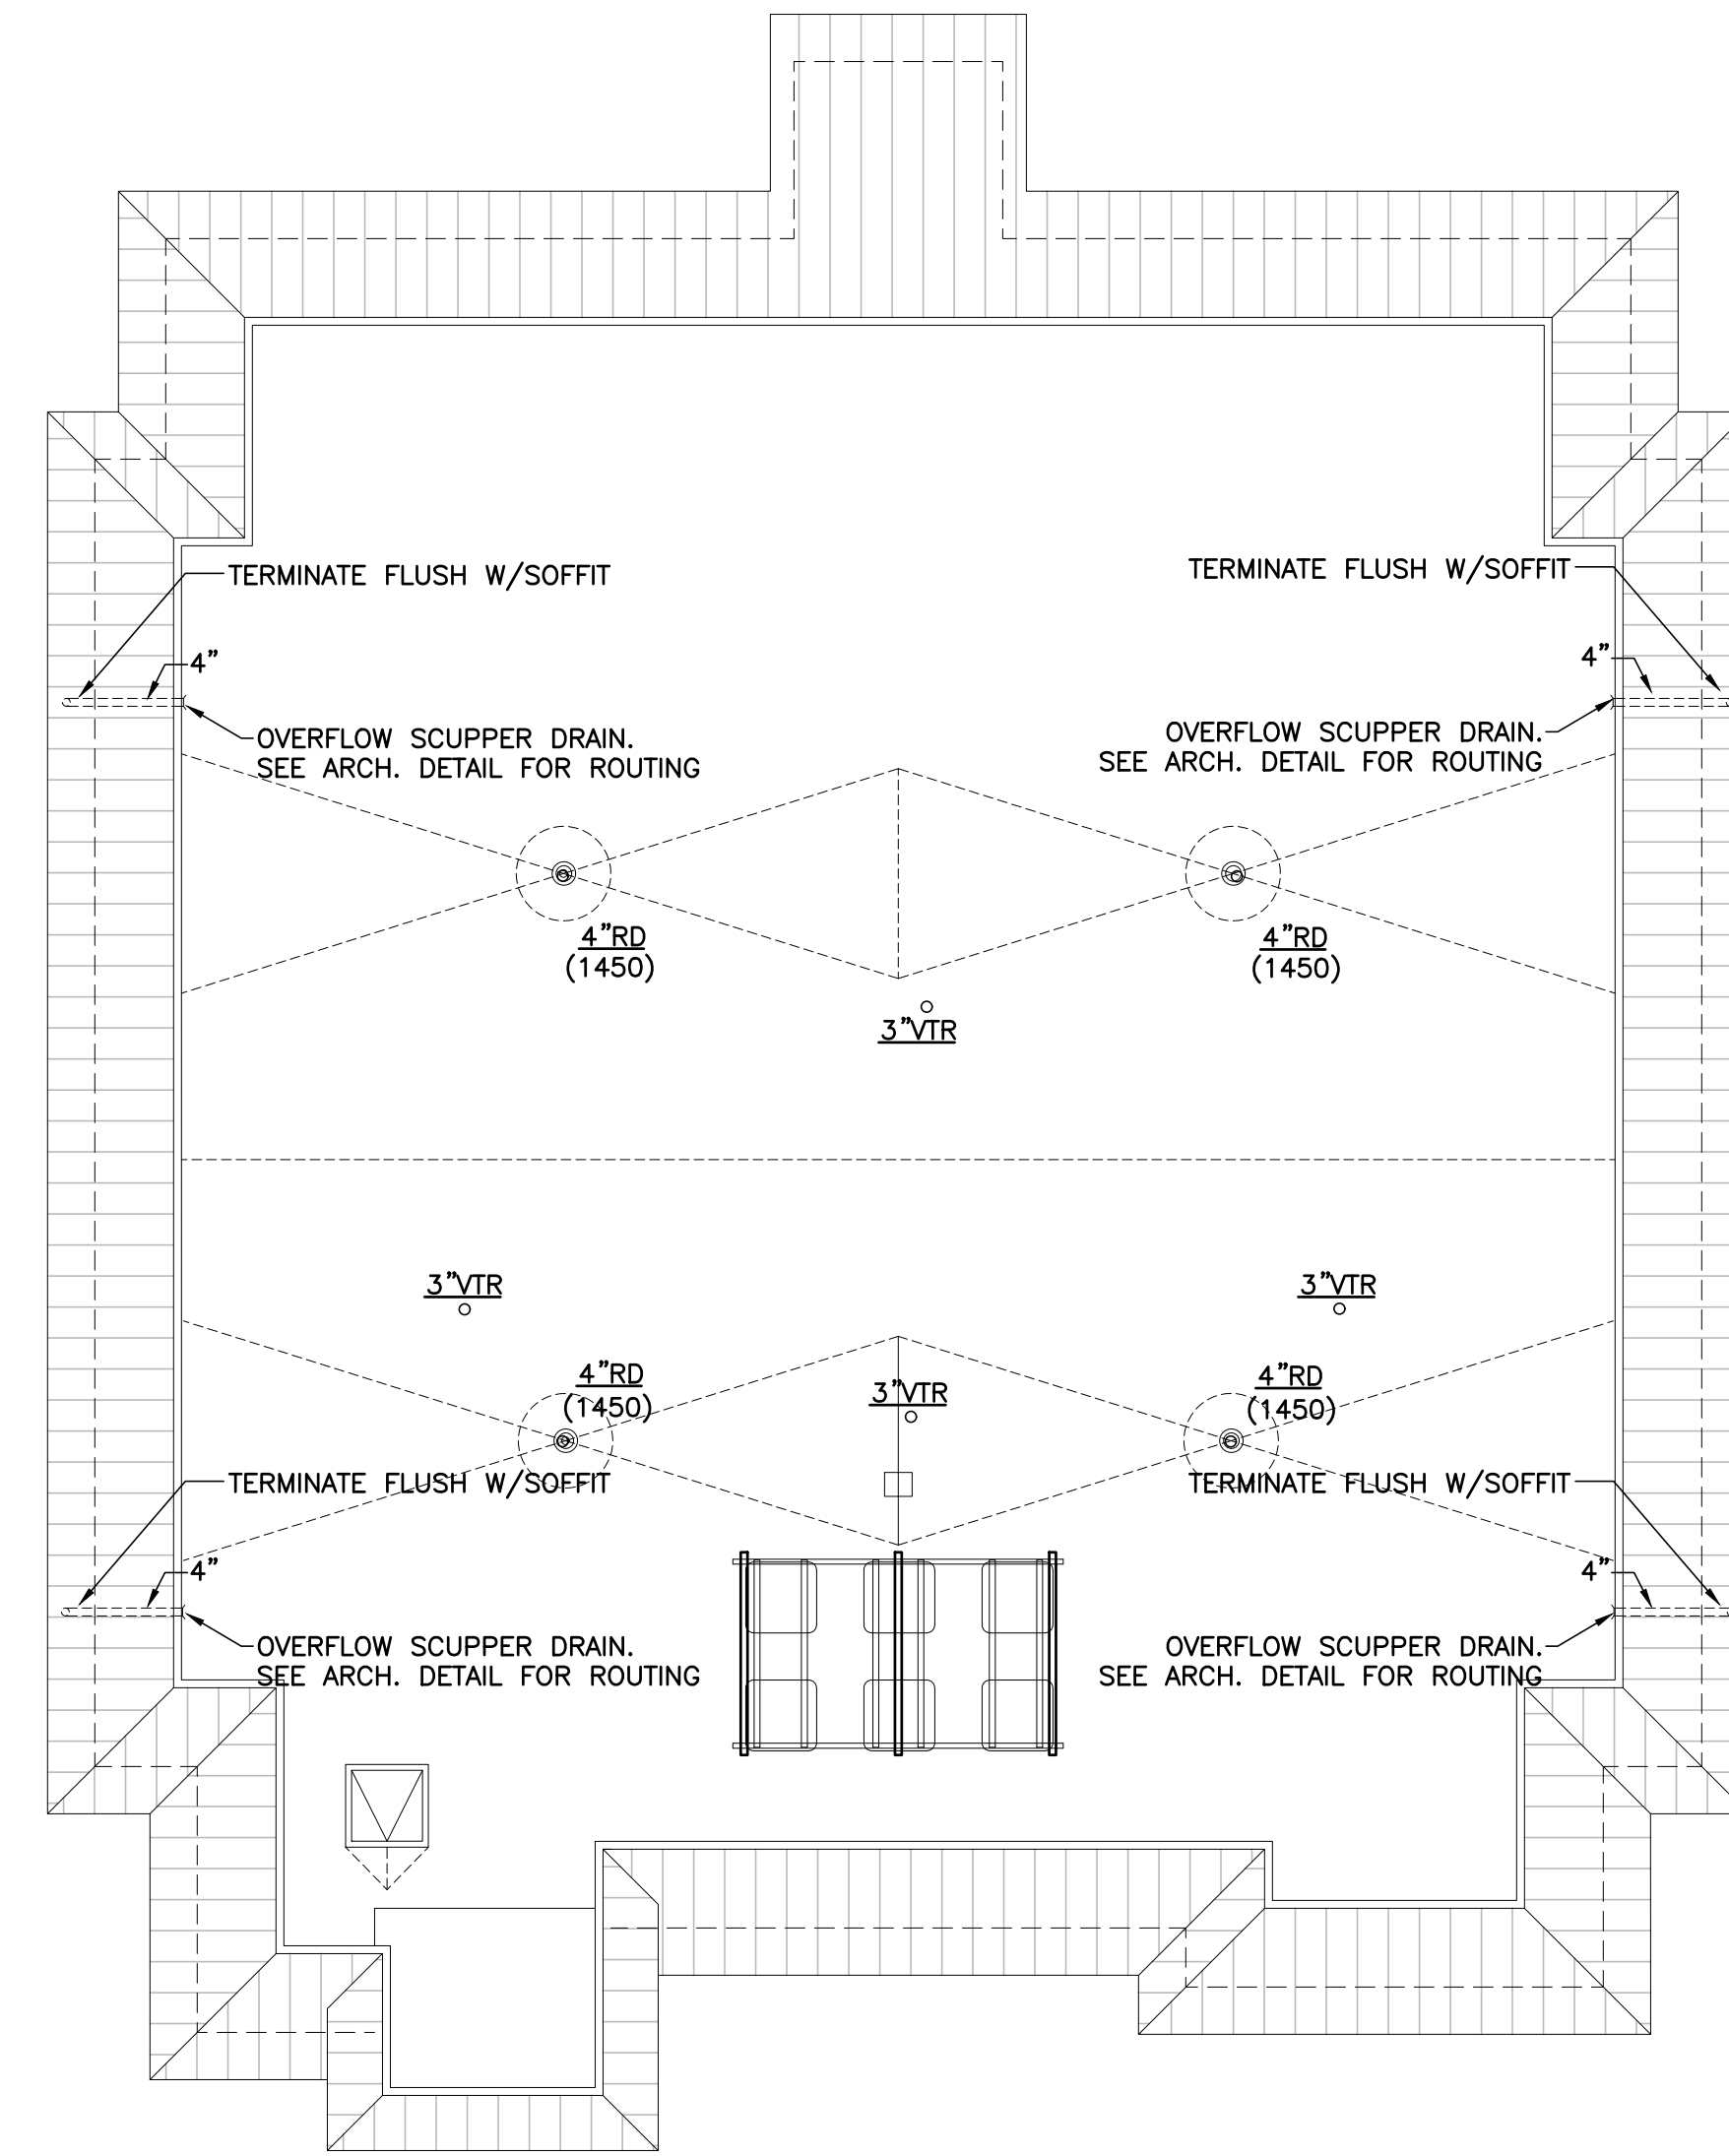 TERMINATE FLUSH W/SOFFIT
TERMINATE FLUSH W/SOFFIT
4"
4"
OVERFLOW SCUPPER DRAIN.
SEE ARCH. DETAIL FOR ROUTING
OVERFLOW SCUPPER DRAIN.
SEE ARCH. DETAIL FOR ROUTING
4"RD
(1450)
4"RD
(1450)
3"VTR
3"VTR
3"VTR
4"RD
(1450)
3"VTR
4"RD
(1450)
TERMINATE FLUSH W/SOFFIT
TERMINATE FLUSH W/SOFFIT
4"
4"
OVERFLOW SCUPPER DRAIN.
SEE ARCH. DETAIL FOR ROUTING
OVERFLOW SCUPPER DRAIN.
SEE ARCH. DETAIL FOR ROUTING